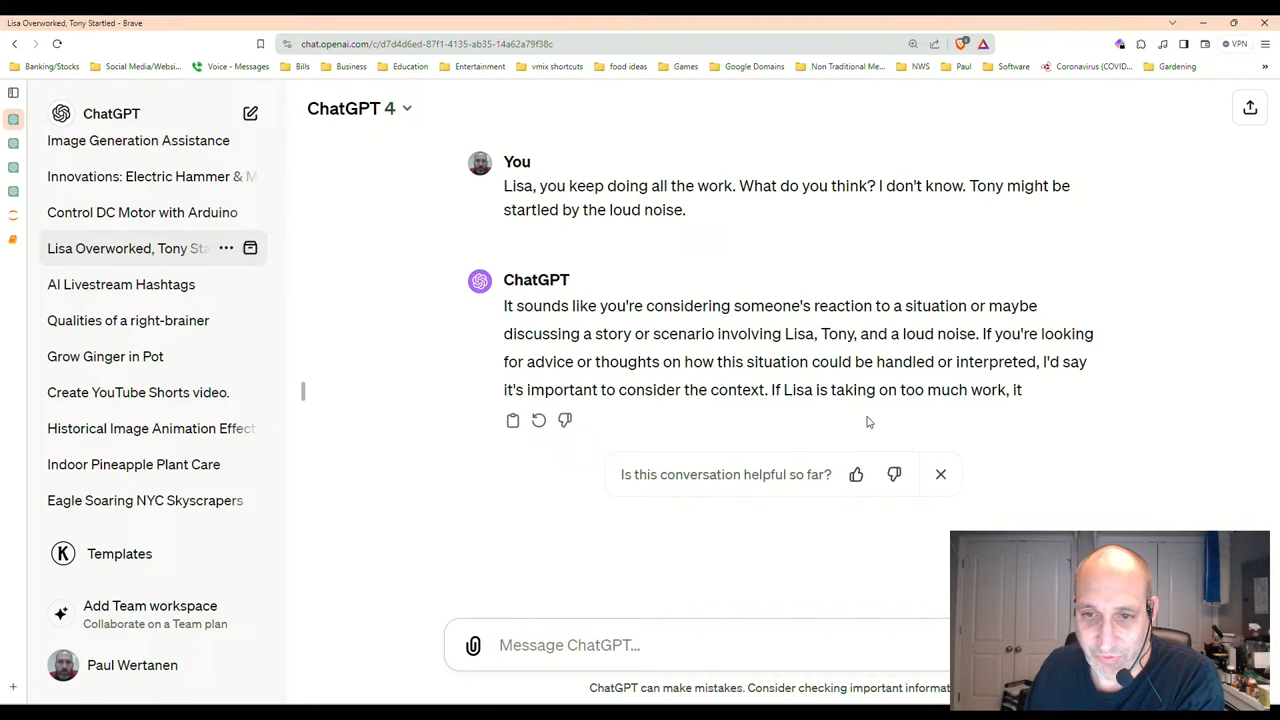 Lisa Overworked, Tony Startled - Brave
chat.openai.com/c/d7d4d6ed-87f1-4135-ab35-14a62a79f38c
VPN
Banking/Stocks
Social Media/Websi...
Voice - Messages
Bills
Business
Education
Entertainment
vmix shortcuts
food ideas
Games
Google Domains
Non Traditional Me...
NWS
Paul
Software
Coronavirus (COVID...
Gardening
ChatGPT
Image Generation Assistance
Innovations: Electric Hammer & M
Control DC Motor with Arduino
Lisa Overworked, Tony Sta
AI Livestream Hashtags
Qualities of a right-brainer
Grow Ginger in Pot
Create YouTube Shorts video.
Historical Image Animation Effect
Indoor Pineapple Plant Care
Eagle Soaring NYC Skyscrapers
K
Templates
Add Team workspace
Collaborate on a Team plan
Paul Wertanen
ChatGPT 4
You
Lisa, you keep doing all the work. What do you think? I don't know. Tony might be
startled by the loud noise.
ChatGPT
It sounds like you're considering someone's reaction to a situation or maybe
discussing a story or scenario involving Lisa, Tony, and a loud noise. If you're looking
for advice or thoughts on how this situation could be handled or interpreted, I'd say
it's important to consider the context. If Lisa is taking on too much work, it
Is this conversation helpful so far?
Message ChatGPT...
ChatGPT can make mistakes. Consider checking important informat